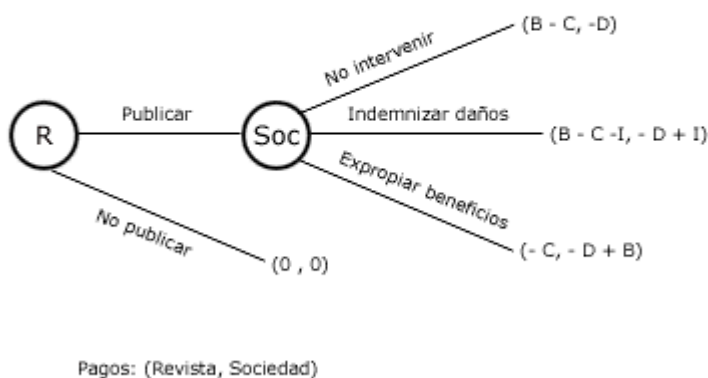 No intervenir
(B - C, -D)
Publicar
Indemnizar daños
R
Soc
(B - C -I, - D + I)
Expropiar beneficios
No publicar
(- C, - D + B)
(0 , 0)
Pagos: (Revista, Sociedad)